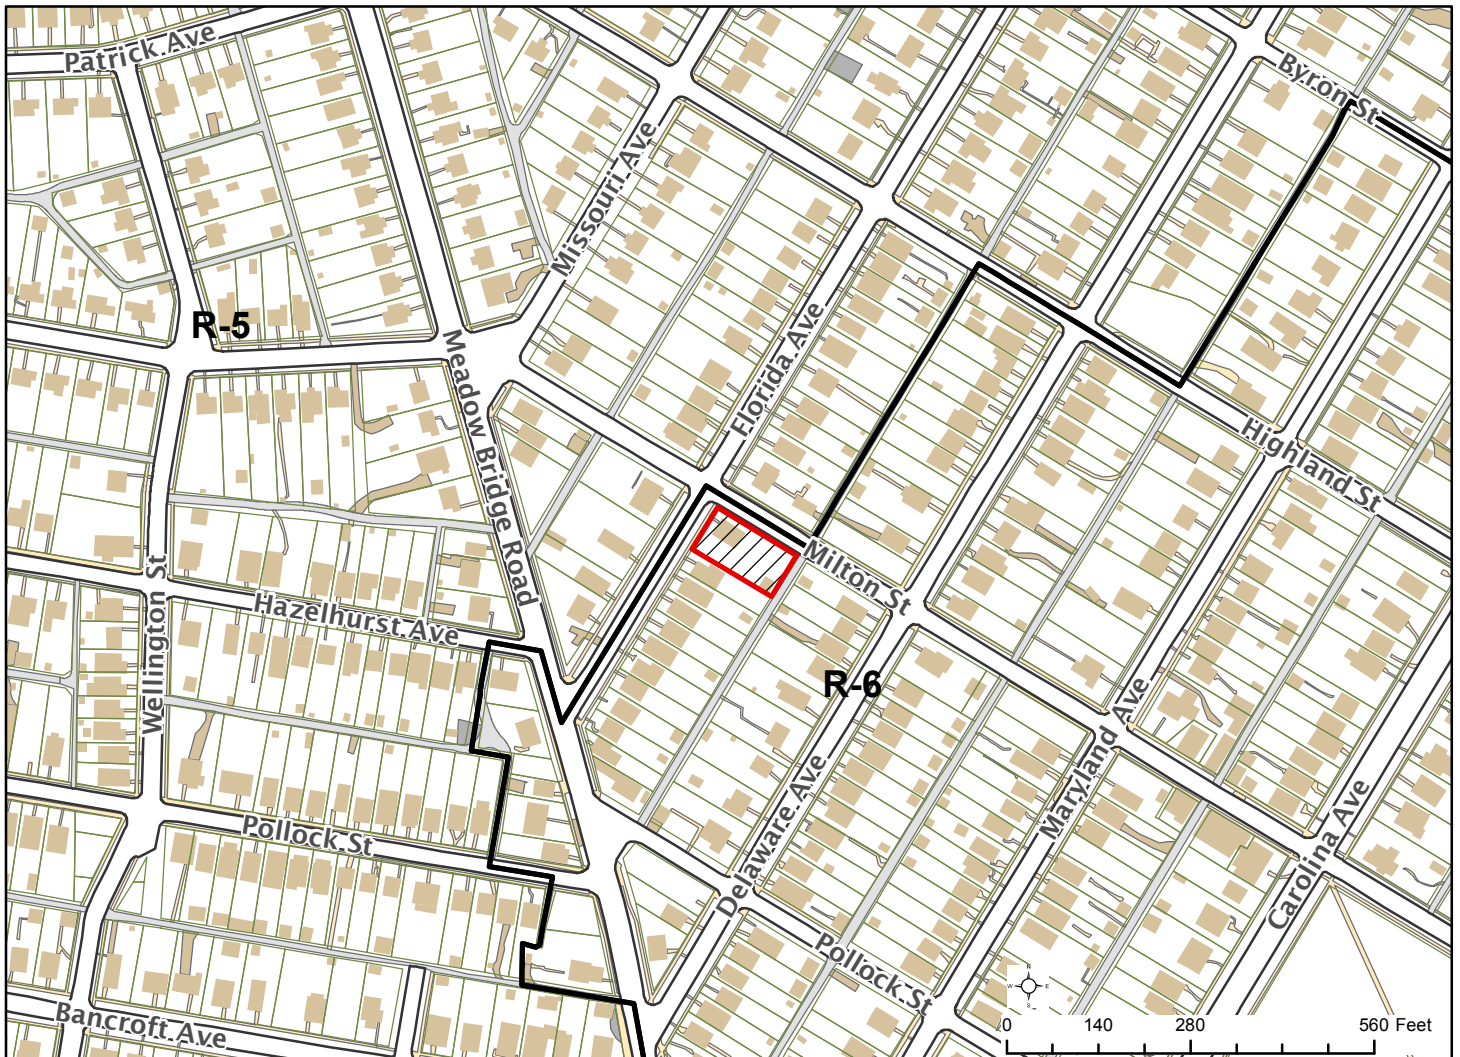 Patrick Ave
Byron St
Missouri Ave
R-5
Meadow Bridge Road
Florida Ave
Highland St
Milton St
Wellington St
Hazelhurst Ave
R-6
Maryland Ave
Delaware Ave
Carolina Ave
Pollock St
Pollock St
Bancroft Ave
N
W E
S
0 140 280 560 Feet